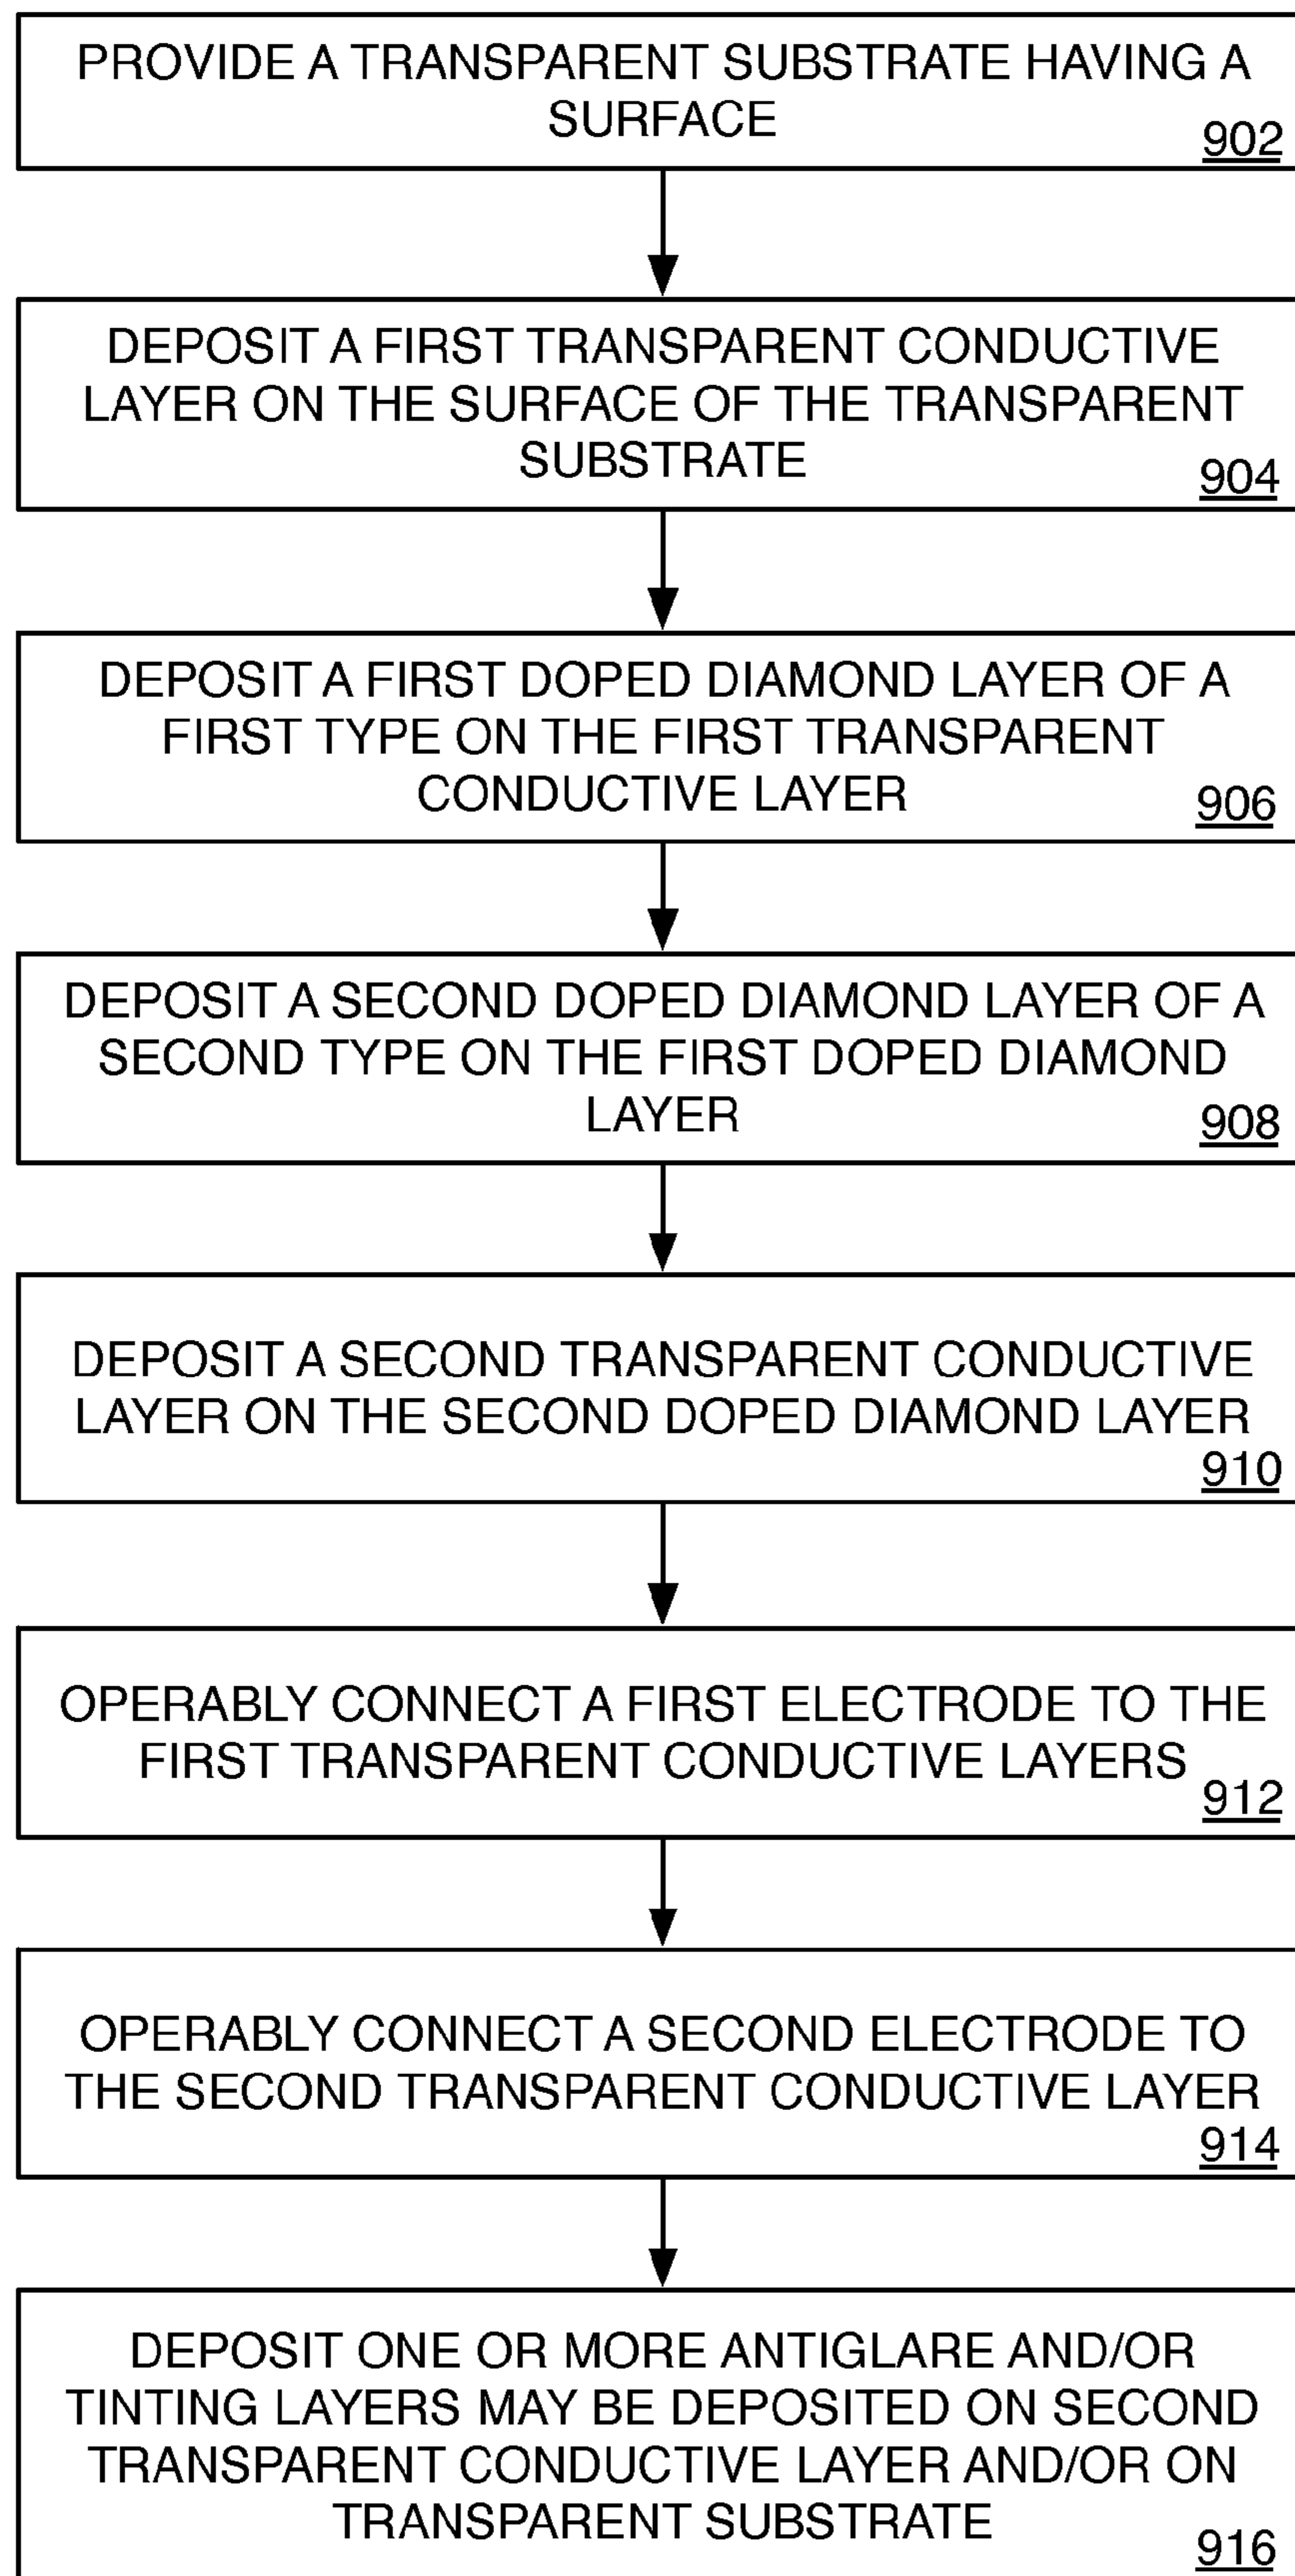 PROVIDE A TRANSPARENT SUBSTRATE HAVING A
SURFACE
902
DEPOSIT A FIRST TRANSPARENT CONDUCTIVE
LAYER ON THE SURFACE OF THE TRANSPARENT
SUBSTRATE
904
DEPOSIT A FIRST DOPED DIAMOND LAYER OF A
FIRST TYPE ON THE FIRST TRANSPARENT
CONDUCTIVE LAYER
906
DEPOSIT A SECOND DOPED DIAMOND LAYER OF A
SECOND TYPE ON THE FIRST DOPED DIAMOND
LAYER
908
DEPOSIT A SECOND TRANSPARENT CONDUCTIVE
LAYER ON THE SECOND DOPED DIAMOND LAYER
910
OPERABLY CONNECT A FIRST ELECTRODE TO THE
FIRST TRANSPARENT CONDUCTIVE LAYERS
912
OPERABLY CONNECT A SECOND ELECTRODE TO
THE SECOND TRANSPARENT CONDUCTIVE LAYER
914
DEPOSIT ONE OR MORE ANTIGLARE AND/OR
TINTING LAYERS MAY BE DEPOSITED ON SECOND
TRANSPARENT CONDUCTIVE LAYER AND/OR ON
TRANSPARENT SUBSTRATE
916